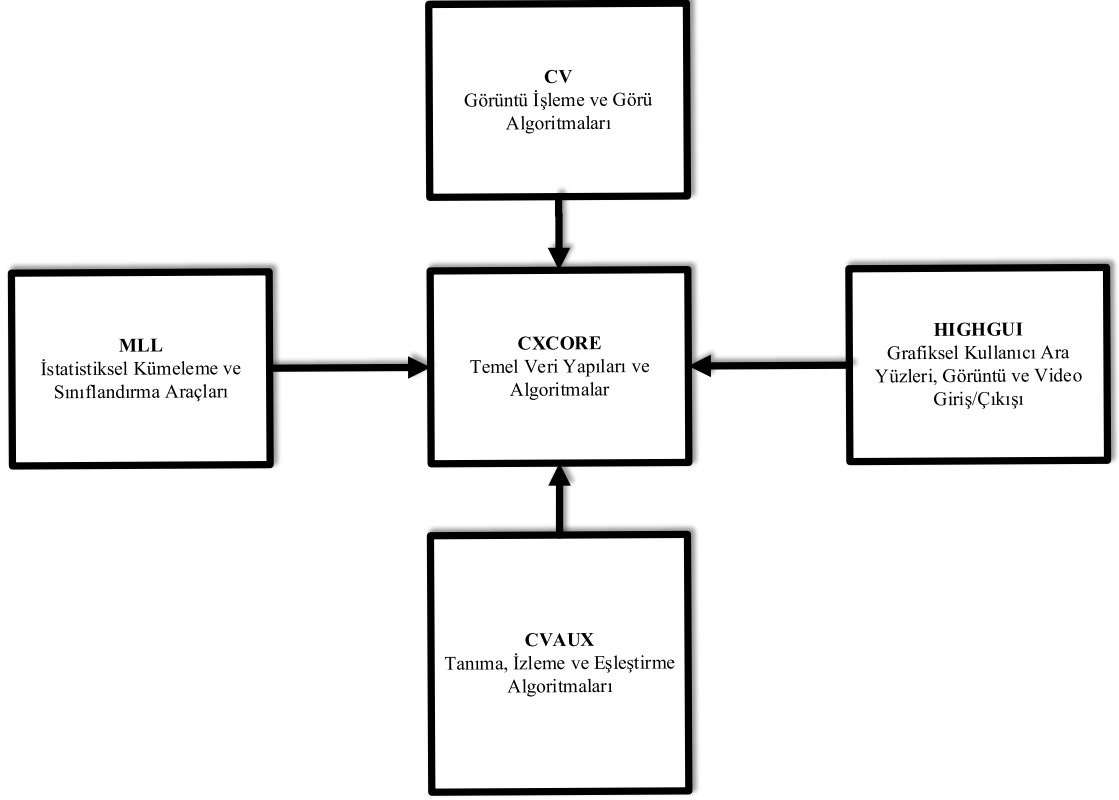 CV
Görüntü İşleme ve Görü
Algoritmaları
MLL
İstatistiksel Kümeleme ve
Sınıflandırma Araçları
CXCORE
Temel Veri Yapıları ve
Algoritmalar
HIGHGUI
Grafiksel Kullanıcı Ara
Yüzleri, Görüntü ve Video
Giriş/Çıkışı
CVAUX
Tanıma, İzleme ve Eşleştirme
Algoritmaları